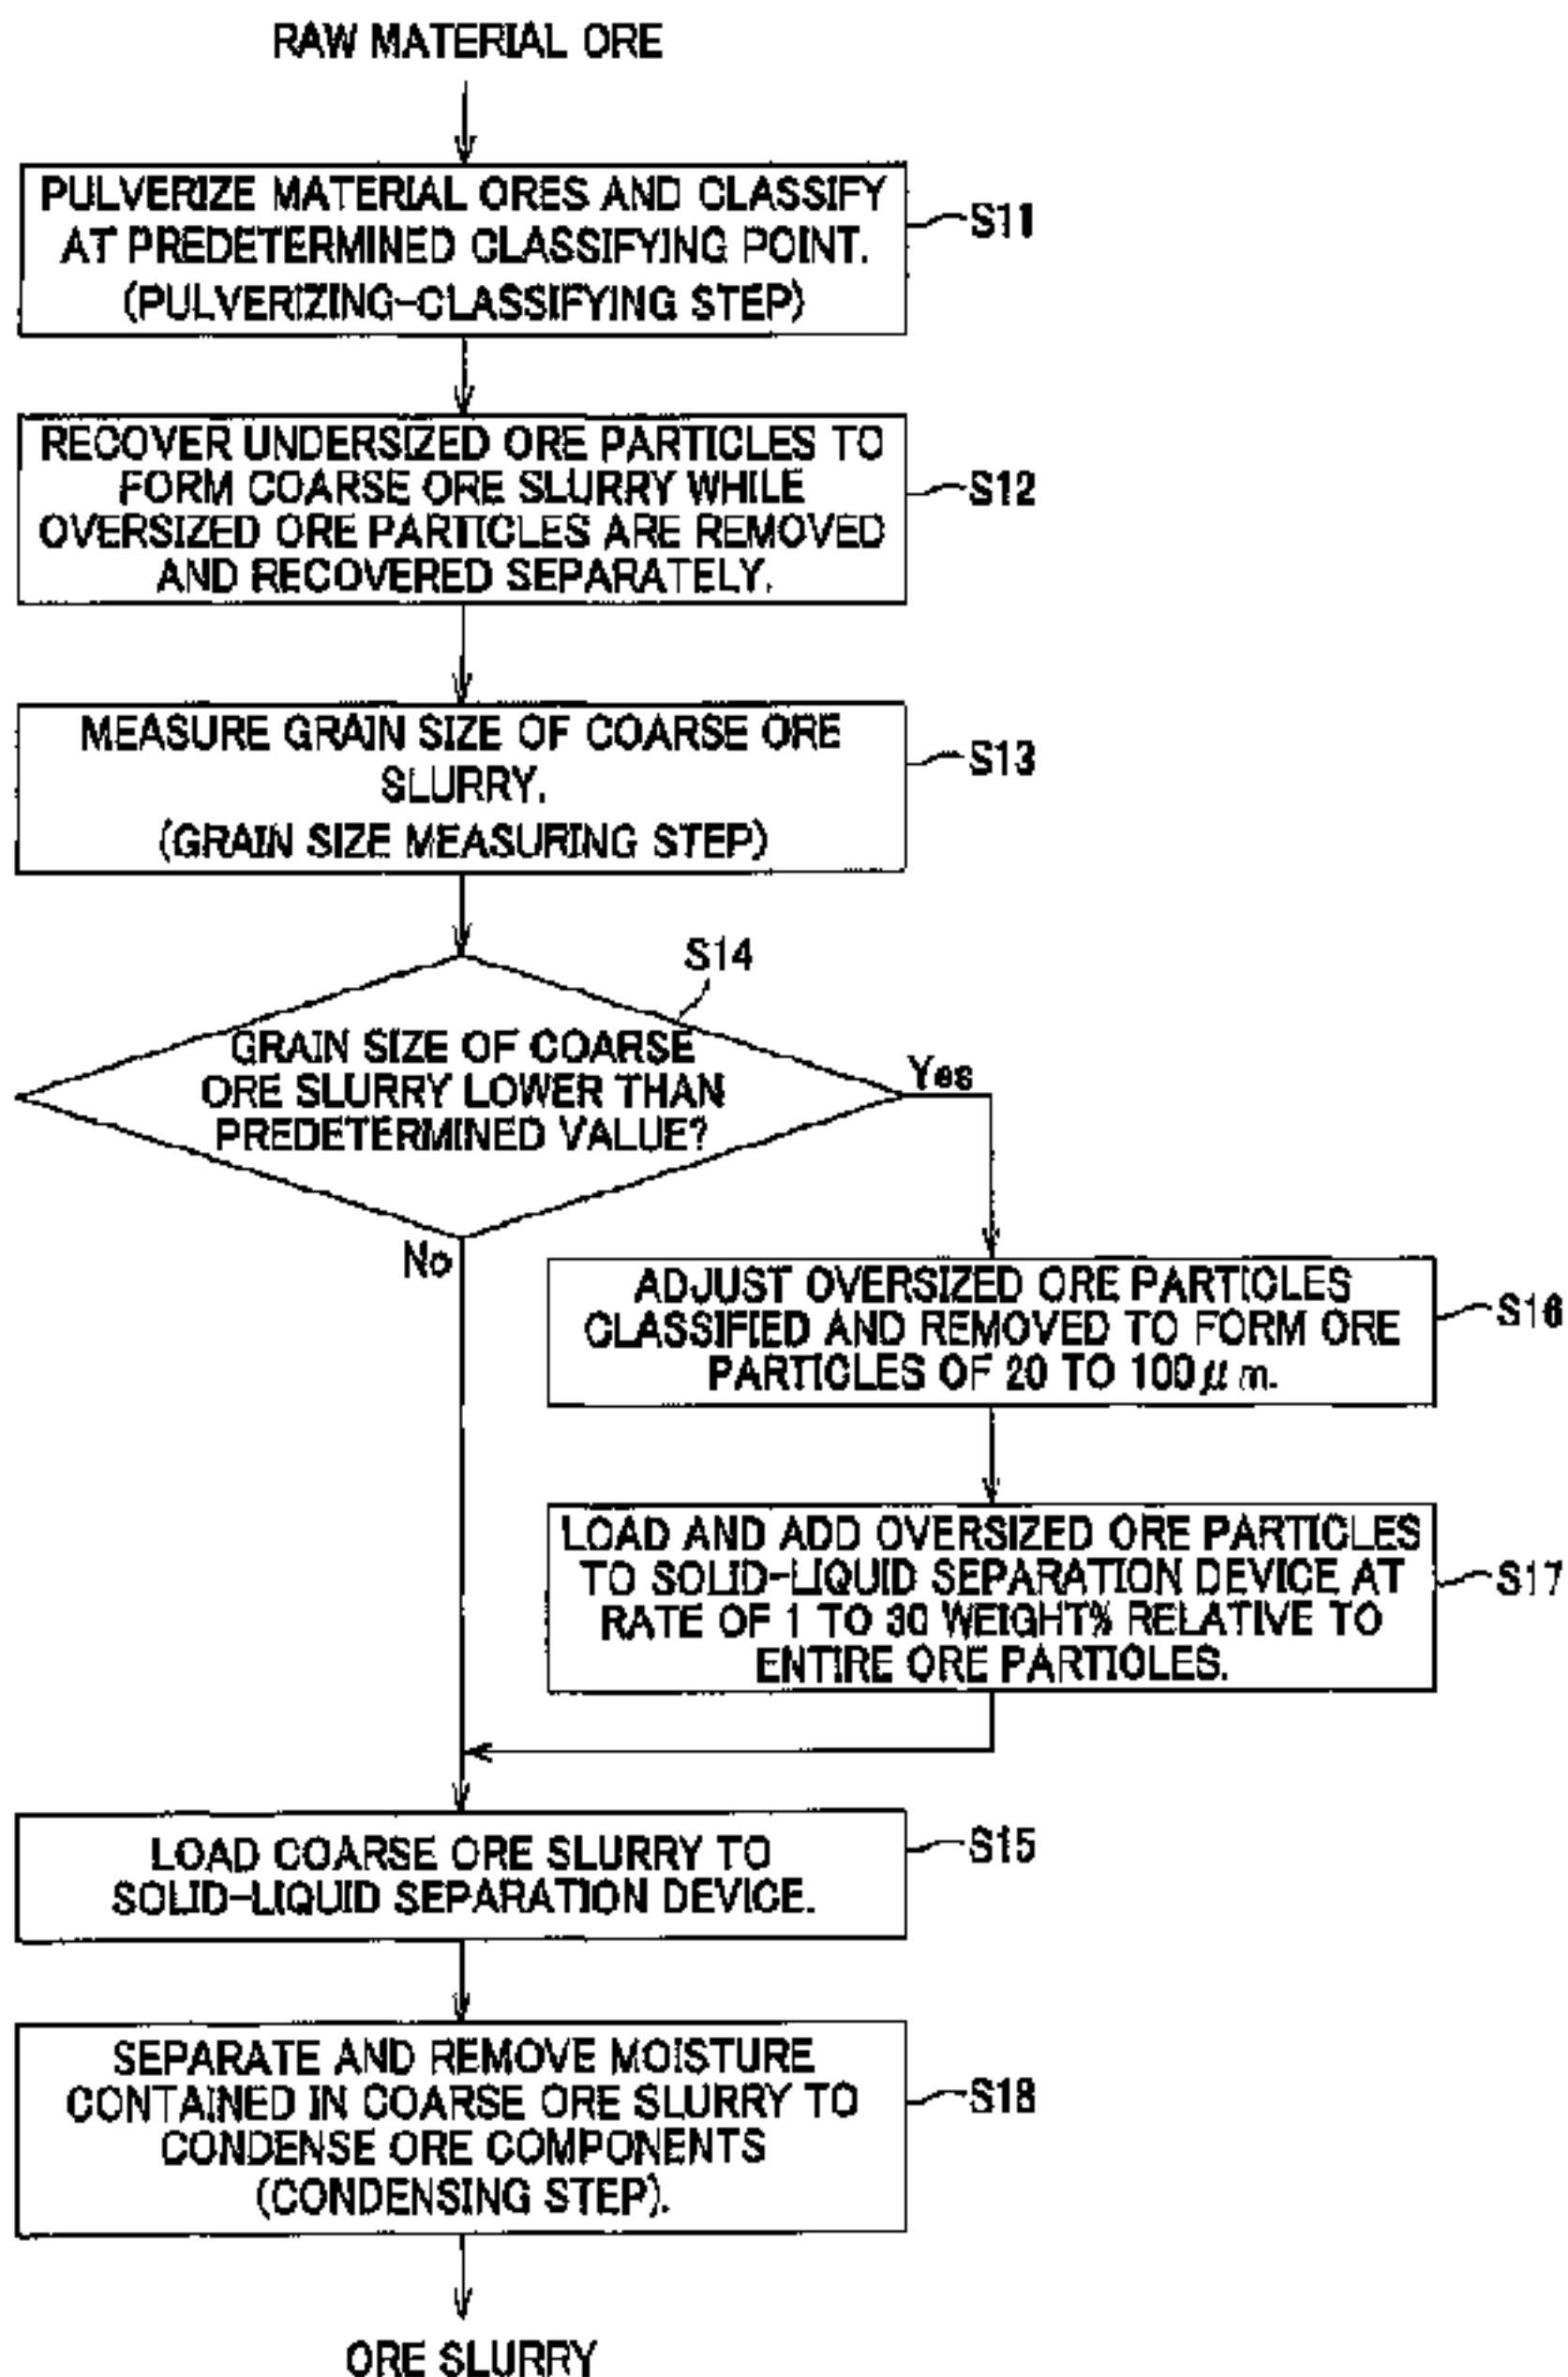 RAW MATERIAL ORE
PULVERIZE MATERIAL ORES AND CLASSIFY
AT PREDETERMINED CLASSIFYING POINT.
(PULVERIZING-CLASSIFYING STEP)
S11
RECOVER UNDERSIZED ORE PARTICLES TO
FORM COARSE ORE SLURRY WHILE
OVERSIZED ORE PARTICLES ARE REMOVED
AND RECOVERED SEPARATELY.
S12
MEASURE GRAIN SIZE OF COARSE ORE
SLURRY.
(GRAIN SIZE MEASURING STEP)
S13
S14
GRAIN SIZE OF COARSE
ORE SLURRY LOWER THAN
PREDETERMINED VALUE?
Yes
No
ADJUST OVERSIZED ORE PARTICLES
CLASSIFIED AND REMOVED TO FORM ORE
PARTICLES OF 20 TO 100μm.
S16
LOAD AND ADD OVERSIZED ORE PARTICLES
TO SOLID-LIQUID SEPARATION DEVICE AT
RATE OF 1 TO 30 WEIGHT% RELATIVE TO
ENTIRE ORE PARTICLES.
S17
LOAD COARSE ORE SLURRY TO
SOLID-LIQUID SEPARATION DEVICE.
S15
SEPARATE AND REMOVE MOISTURE
CONTAINED IN COARSE ORE SLURRY TO
CONDENSE ORE COMPONENTS
(CONDENSING STEP).
S18
ORE SLURRY